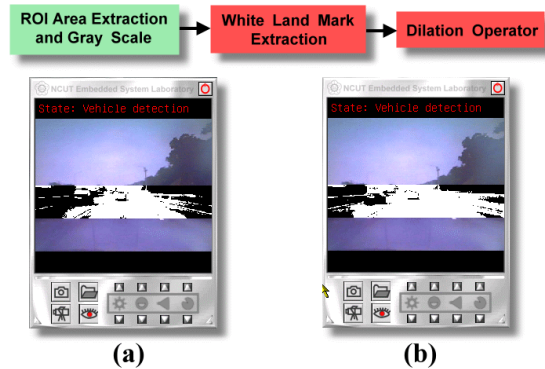 ROI Area Extraction
and Gray Scale
White Land Mark
Extraction
Dilation Operator
NCUT Embedded System Laboratory
State: Vehicle detection
NCUT Embedded System Laboratory
State: Vehicle detection
(a)
(b)